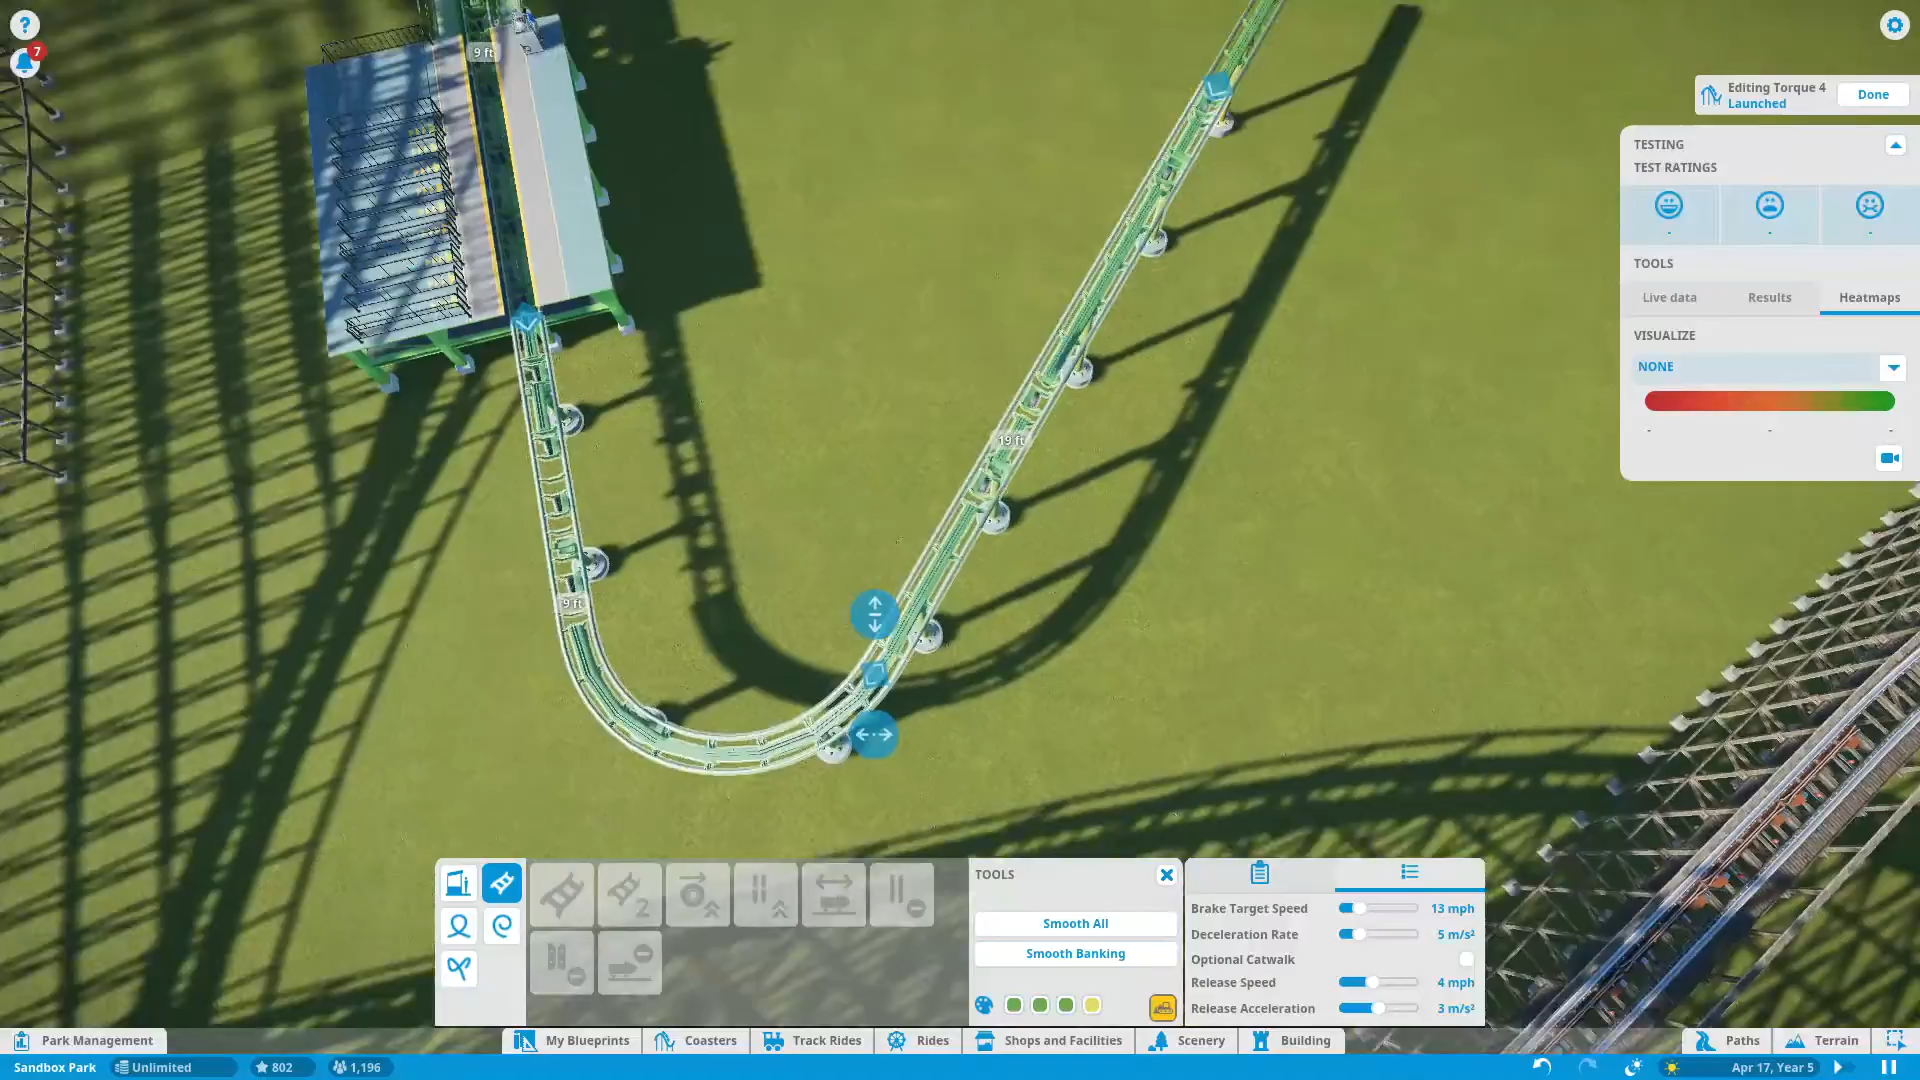 ?
7
9 ft
Editing Torque 4
Launched
Done
TESTING
TEST RATINGS
-
-
-
TOOLS
Live data
Results
Heatmaps
VISUALIZE
NONE
-
-
-
19 ft
9 ft
2
TOOLS
Smooth All
Smooth Banking
Brake Target Speed
13 mph
Deceleration Rate
5 m/s²
Optional Catwalk
Release Speed
4 mph
Release Acceleration
3 m/s²
Park Management
My Blueprints
Coasters
Track Rides
Rides
Shops and Facilities
Scenery
Building
Paths
Terrain
Sandbox Park
Unlimited
802
1,196
Apr 17, Year 5